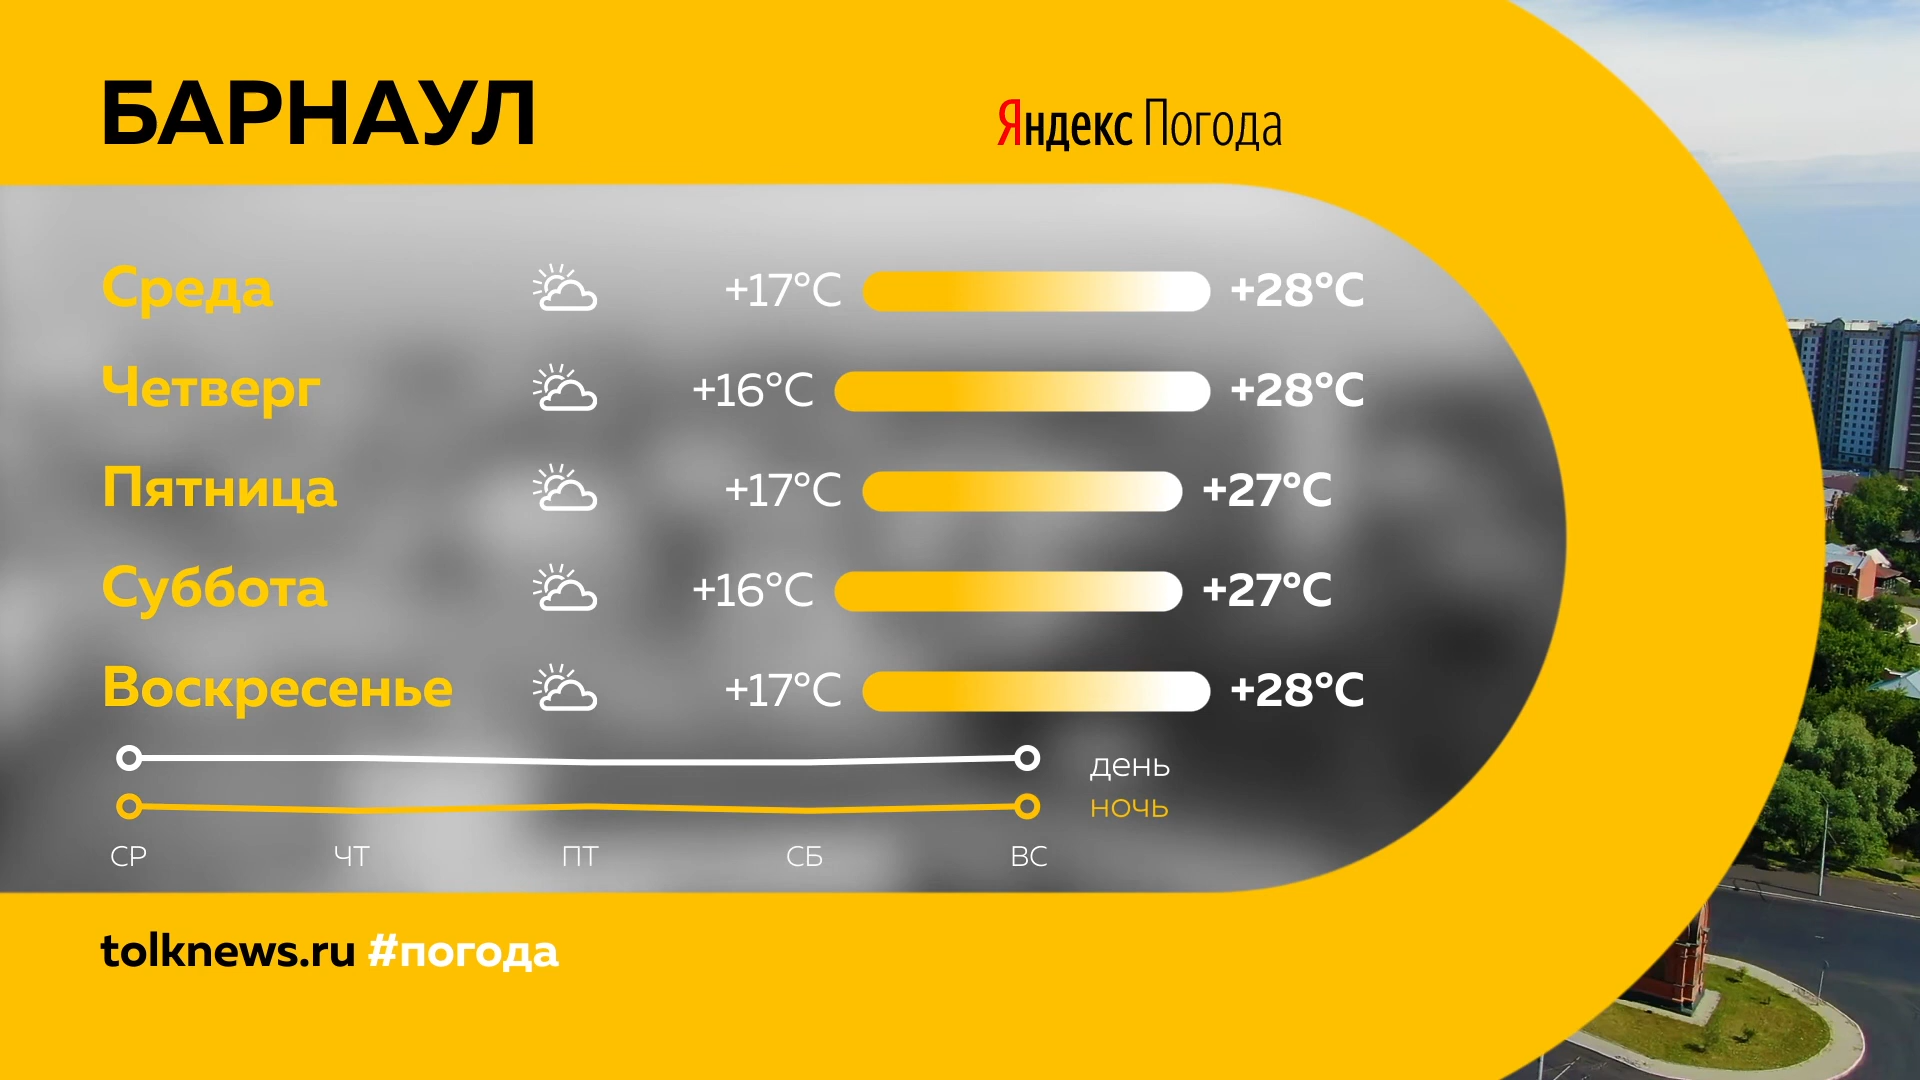 БАРНАУЛ
Яндекс Погода
Среда +17°C +28°C
Четверг +16°C +28°C
Пятница +17°C +27°C
Суббота +16°C +27°C
Воскресенье +17°C +28°C
день
ночь
СР ЧТ ПТ СБ ВС
tolknews.ru #погода